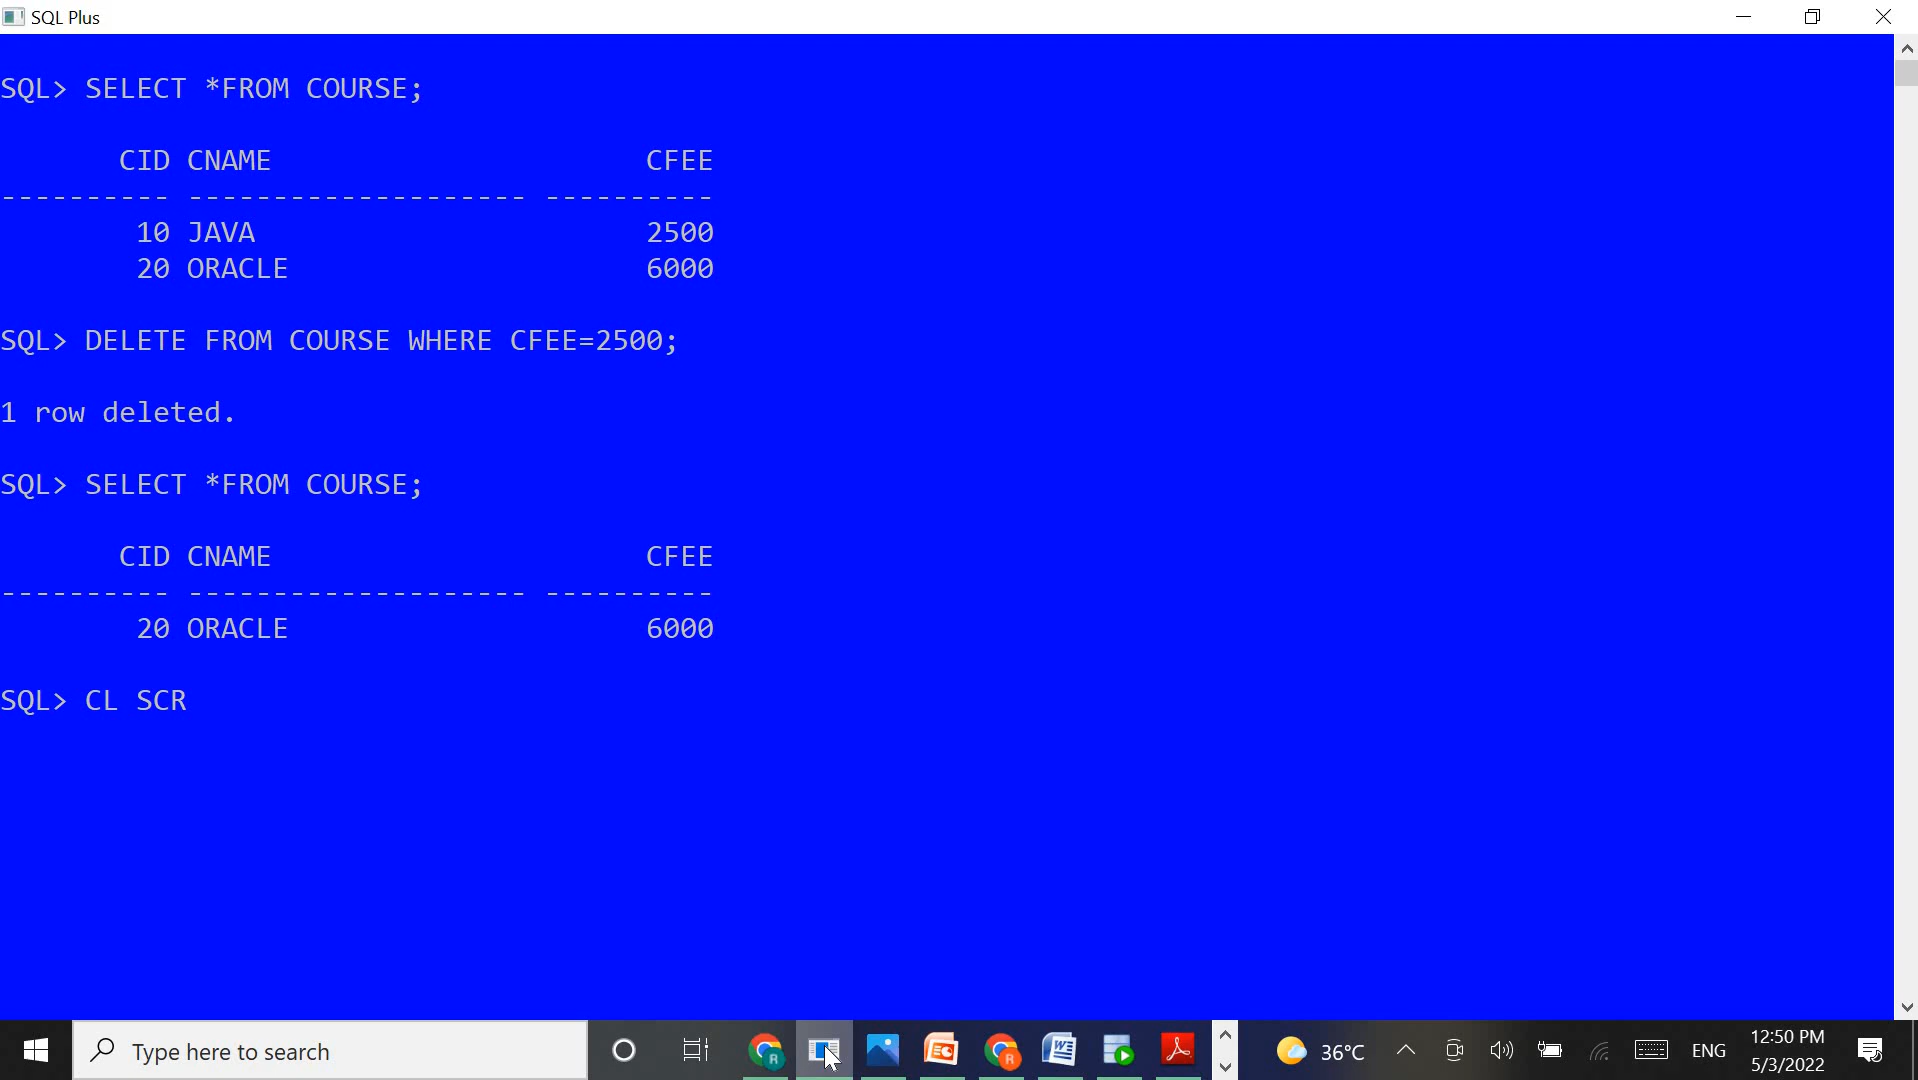 SQL Plus
SQL> SELECT *FROM COURSE;
CID CNAME CFEE
---------- -------------------- ----------
10 JAVA 2500
20 ORACLE 6000
SQL> DELETE FROM COURSE WHERE CFEE=2500;
1 row deleted.
SQL> SELECT *FROM COURSE;
CID CNAME CFEE
---------- -------------------- ----------
20 ORACLE 6000
SQL> CL SCR
Type here to search
36°C
ENG
12:50 PM
5/3/2022